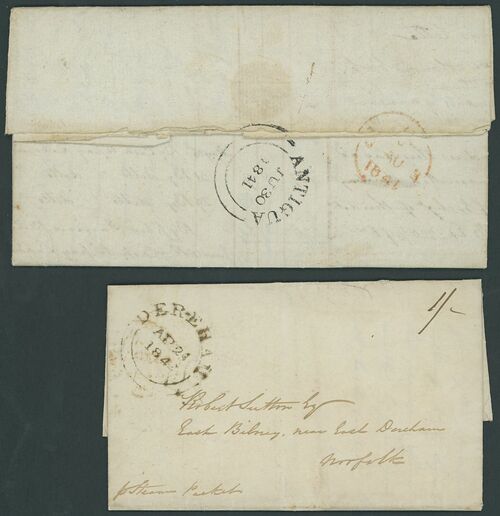 ANTIGUA
JU 30
1841
AU
1841
DEREHAM
AP 24
184
1/-
Robert Sutton Esq
East Bilney, near East Dereham
Norfolk
p Steam Packet